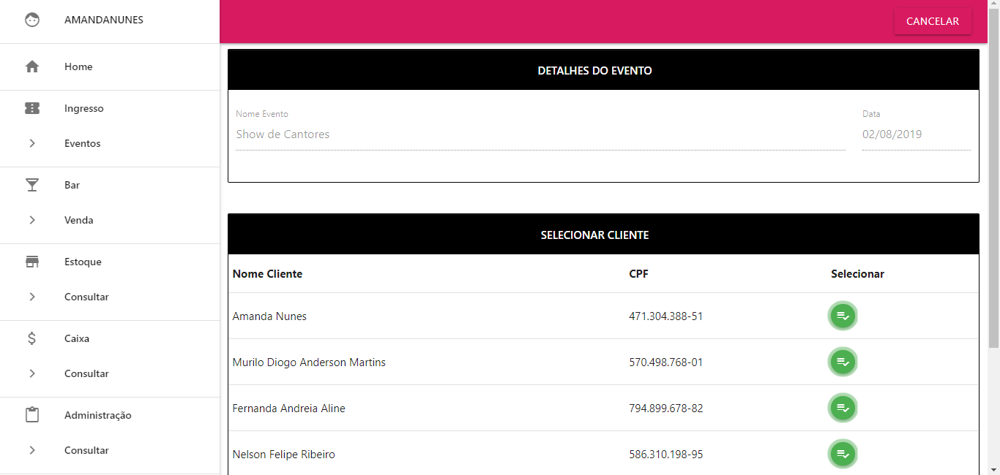 AMANDANUNES
Home
Ingresso
Eventos
Bar
Venda
Estoque
Consultar
Caixa
Consultar
Administração
Consultar
CANCELAR
DETALHES DO EVENTO
Nome Evento Data
Show de Cantores 02/08/2019
SELECIONAR CLIENTE
Nome Cliente CPF Selecionar
Amanda Nunes 471.304.388-51
Murilo Diogo Anderson Martins 570.498.768-01
Fernanda Andreia Aline 794.899.678-82
Nelson Felipe Ribeiro 586.310.198-95